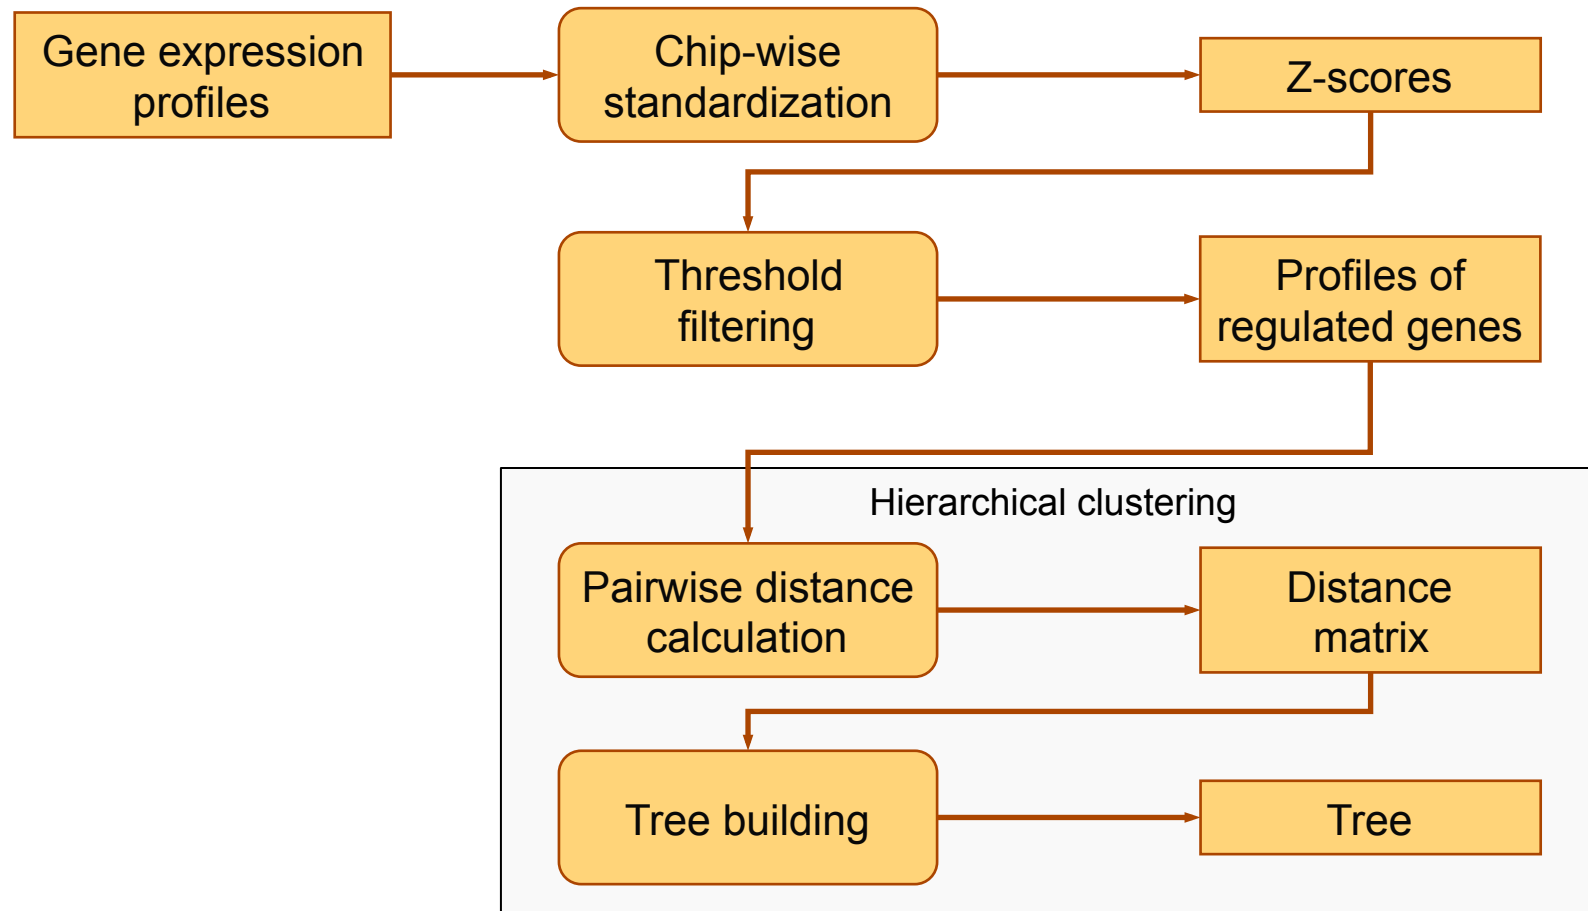 Gene expression
profiles
Chip-wise
standardization
Z-scores
Threshold
filtering
Profiles of
regulated genes
Hierarchical clustering
Pairwise distance
calculation
Distance
matrix
Tree building
Tree